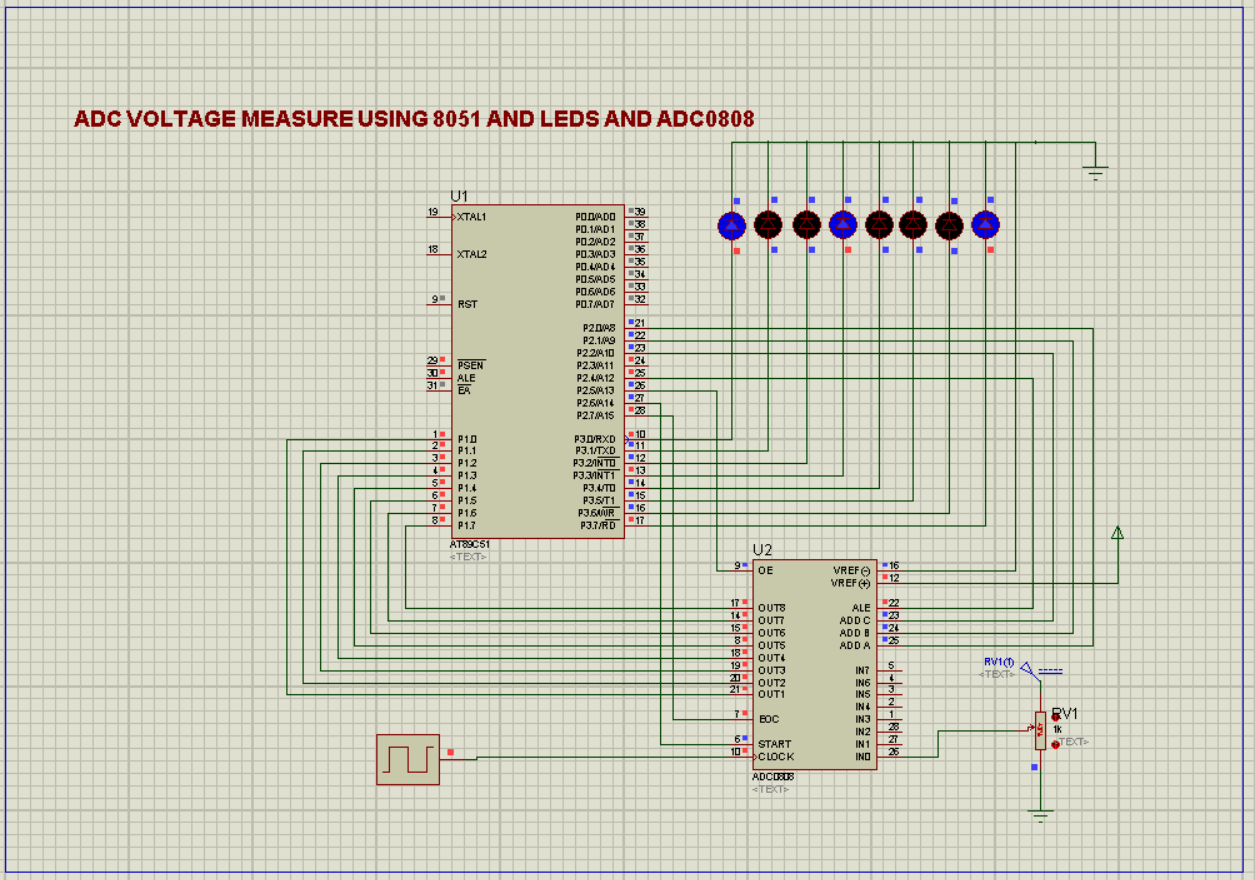 ADC VOLTAGE MEASURE USING 8051 AND LEDS AND ADC0808
U1
19 XTAL1 P0.0/AD0 39
P0.1/AD1 38
P0.2/AD2 37
18 XTAL2 P0.3/AD3 36
P0.4/AD4 35
P0.5/AD5 34
P0.6/AD6 33
9 RST P0.7/AD7 32
P2.0/A8 21
P2.1/A9 22
P2.2/A10 23
29 PSEN P2.3/A11 24
30 ALE P2.4/A12 25
31 EA P2.5/A13 26
P2.6/A14 27
P2.7/A15 28
1 P1.0 P3.0/RXD 10
2 P1.1 P3.1/TXD 11
3 P1.2 P3.2/INT0 12
4 P1.3 P3.3/INT1 13
5 P1.4 P3.4/T0 14
6 P1.5 P3.5/T1 15
7 P1.6 P3.6/WR 16
8 P1.7 P3.7/RD 17
AT89C51
<TEXT>
U2
9 OE VREF(-) 16
VREF(+) 12
17 OUT8 ALE 22
14 OUT7 ADD C 23
15 OUT6 ADD B 24
8 OUT5 ADD A 25
18 OUT4
19 OUT3 IN7 5
20 OUT2 IN6 4
21 OUT1 IN5 3
IN4 2
7 EOC IN3 1
IN2 28
6 START IN1 27
10 CLOCK IN0 26
ADC0808
<TEXT>
RV1(1)
<TEXT>
RV1
1k
<TEXT>